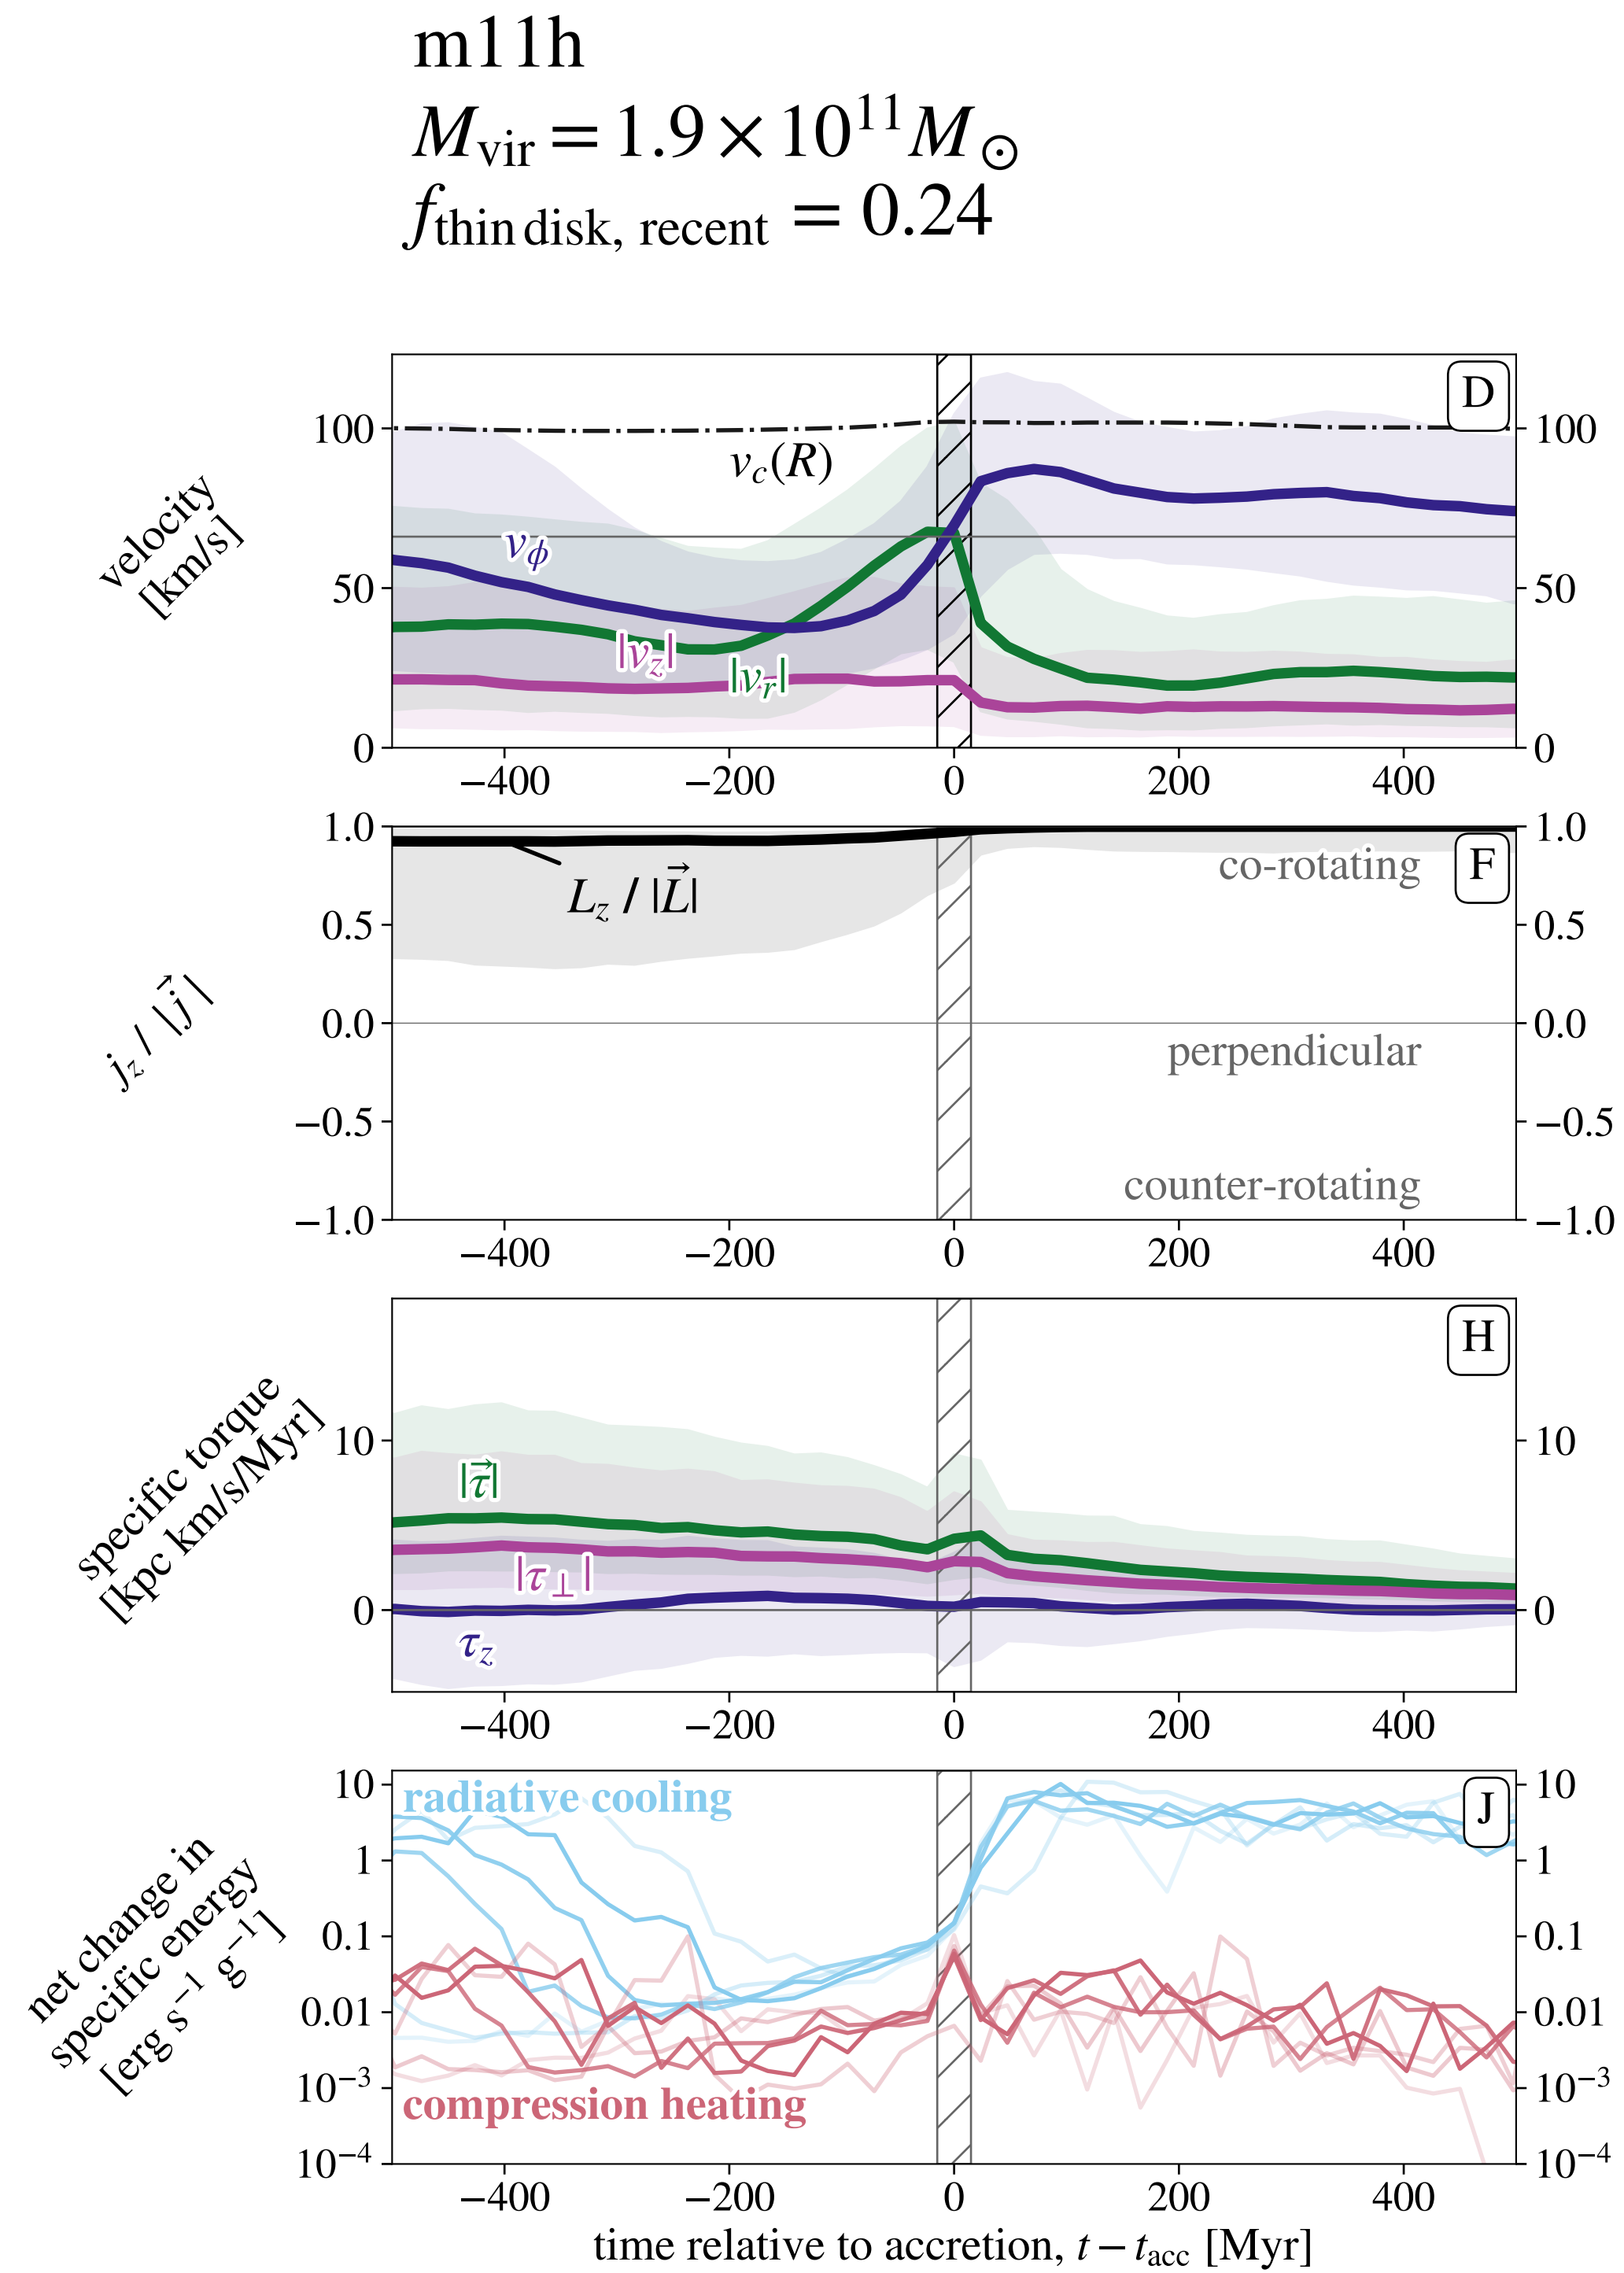 m11h
M_vir = 1.9 × 10^11 M_⊙
f_thin disk, recent = 0.24
velocity
[km/s]
100
50
0
D
v_c(R)
v_ϕ
|v_z|
|v_r|
100
50
0
−400 −200 0 200 400
j_z / |j⃗|
1.0
0.5
0.0
−0.5
−1.0
F
L_z / |L⃗|
co-rotating
perpendicular
counter-rotating
1.0
0.5
0.0
−0.5
−1.0
−400 −200 0 200 400
specific torque
[kpc km/s/Myr]
10
0
H
|τ⃗|
|τ_⊥|
τ_z
10
0
−400 −200 0 200 400
net change in
specific energy
[erg s^−1 g^−1]
10
1
0.1
0.01
10^−3
10^−4
J
radiative cooling
compression heating
10
1
0.1
0.01
10^−3
10^−4
−400 −200 0 200 400
time relative to accretion, t − t_acc [Myr]